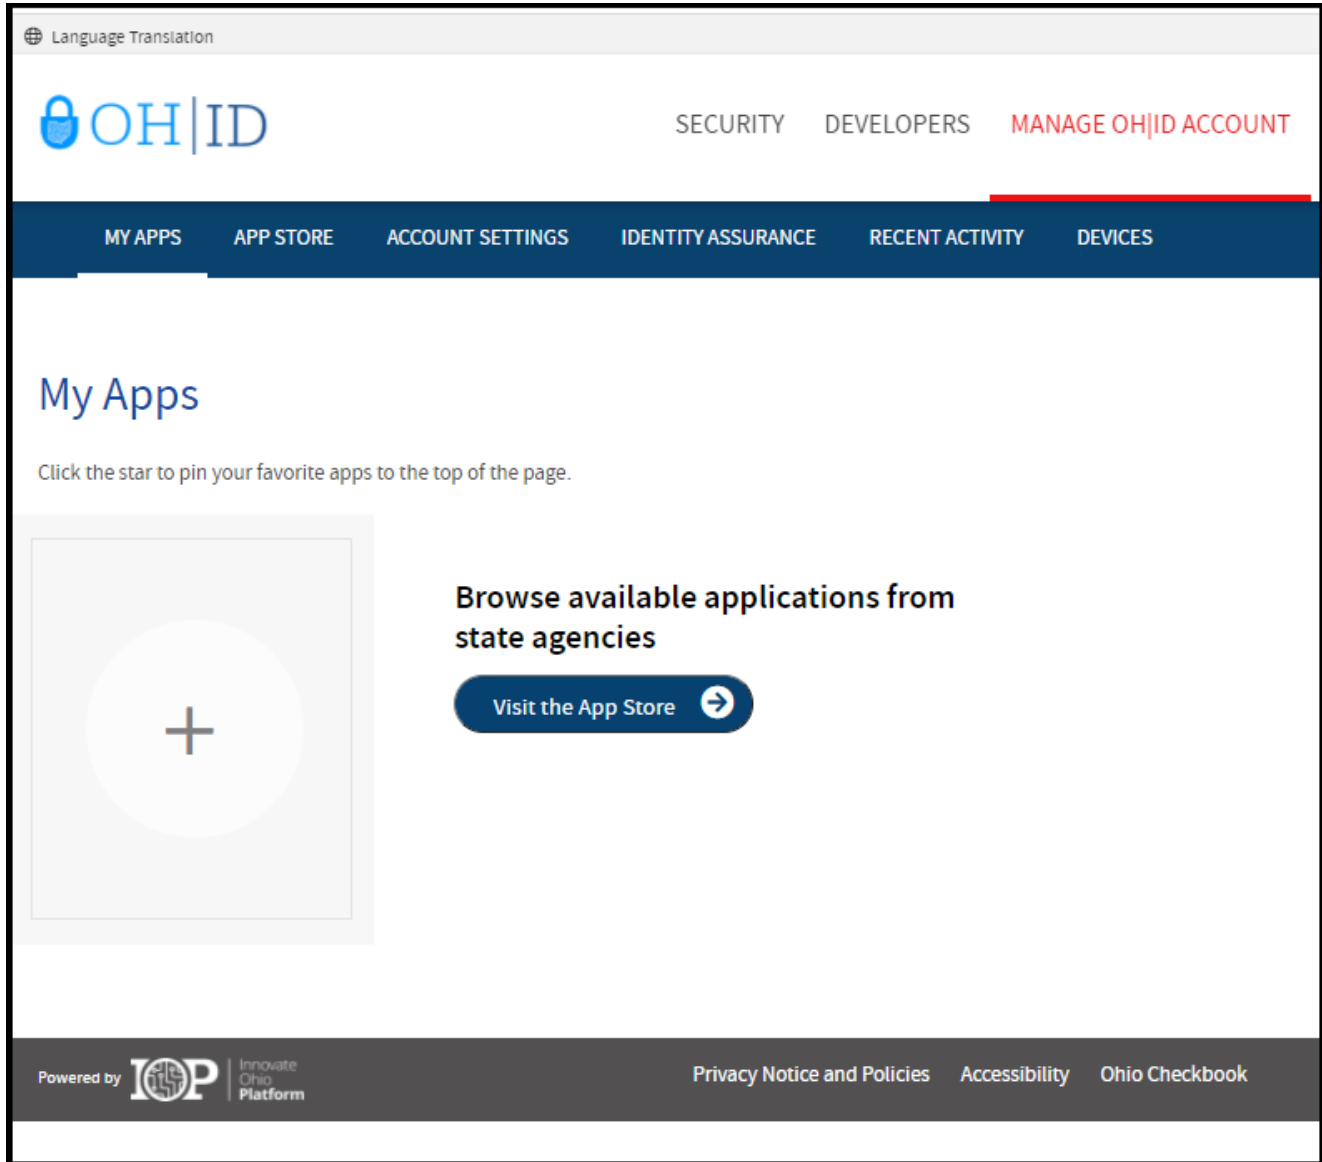 Language Translation
OH|ID
SECURITY DEVELOPERS MANAGE OH|ID ACCOUNT
MY APPS APP STORE ACCOUNT SETTINGS IDENTITY ASSURANCE RECENT ACTIVITY DEVICES
My Apps
Click the star to pin your favorite apps to the top of the page.
Browse available applications from
state agencies
Visit the App Store
Powered by IOP Innovate
Ohio
Platform
Privacy Notice and Policies Accessibility Ohio Checkbook